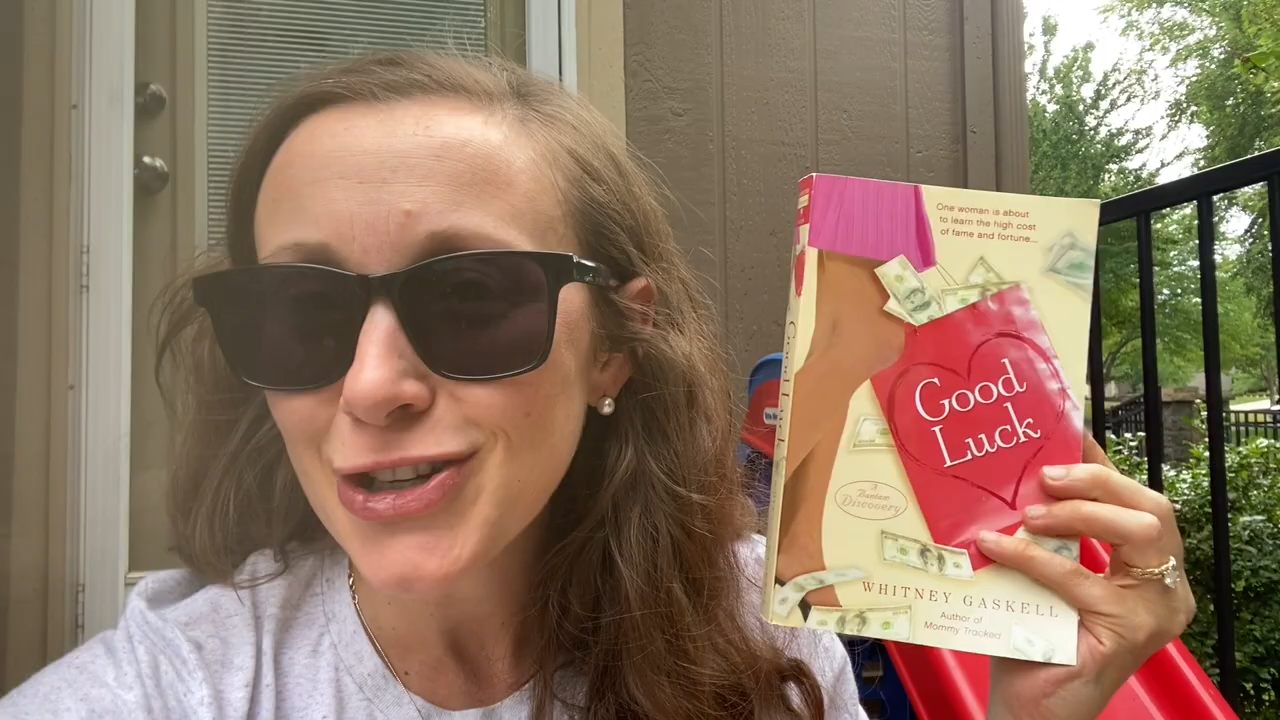 One woman is about
to learn the high cost
of fame and fortune...
Good
Luck
A
Bantam
Discovery
WHITNEY GASKELL
Author of
Mommy Tracked